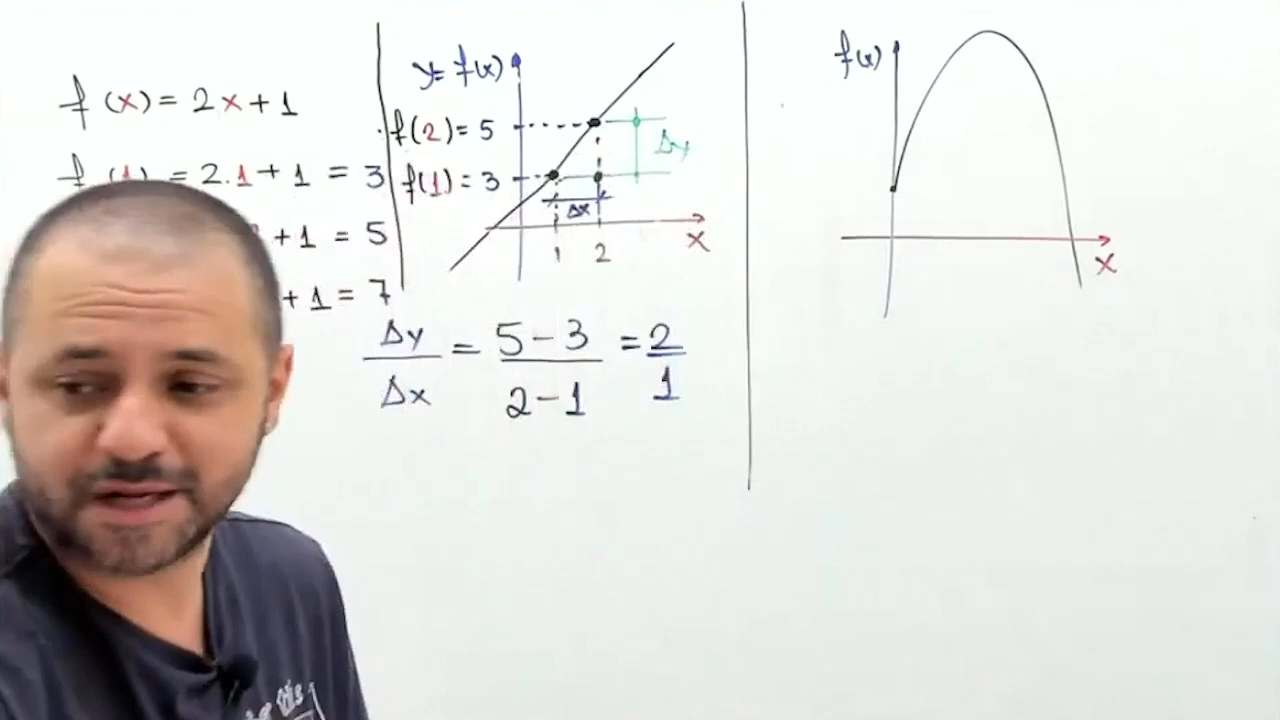 f(x) = 2x + 1
f(1) = 2.1 + 1 = 3
+ 1 = 5
+ 1 = 7
y = f(x)
f(2) = 5
f(1) = 3
Δy
Δx
1 2
x
Δy/Δx = 5 - 3/2 - 1 = 2/1
f(x)
x